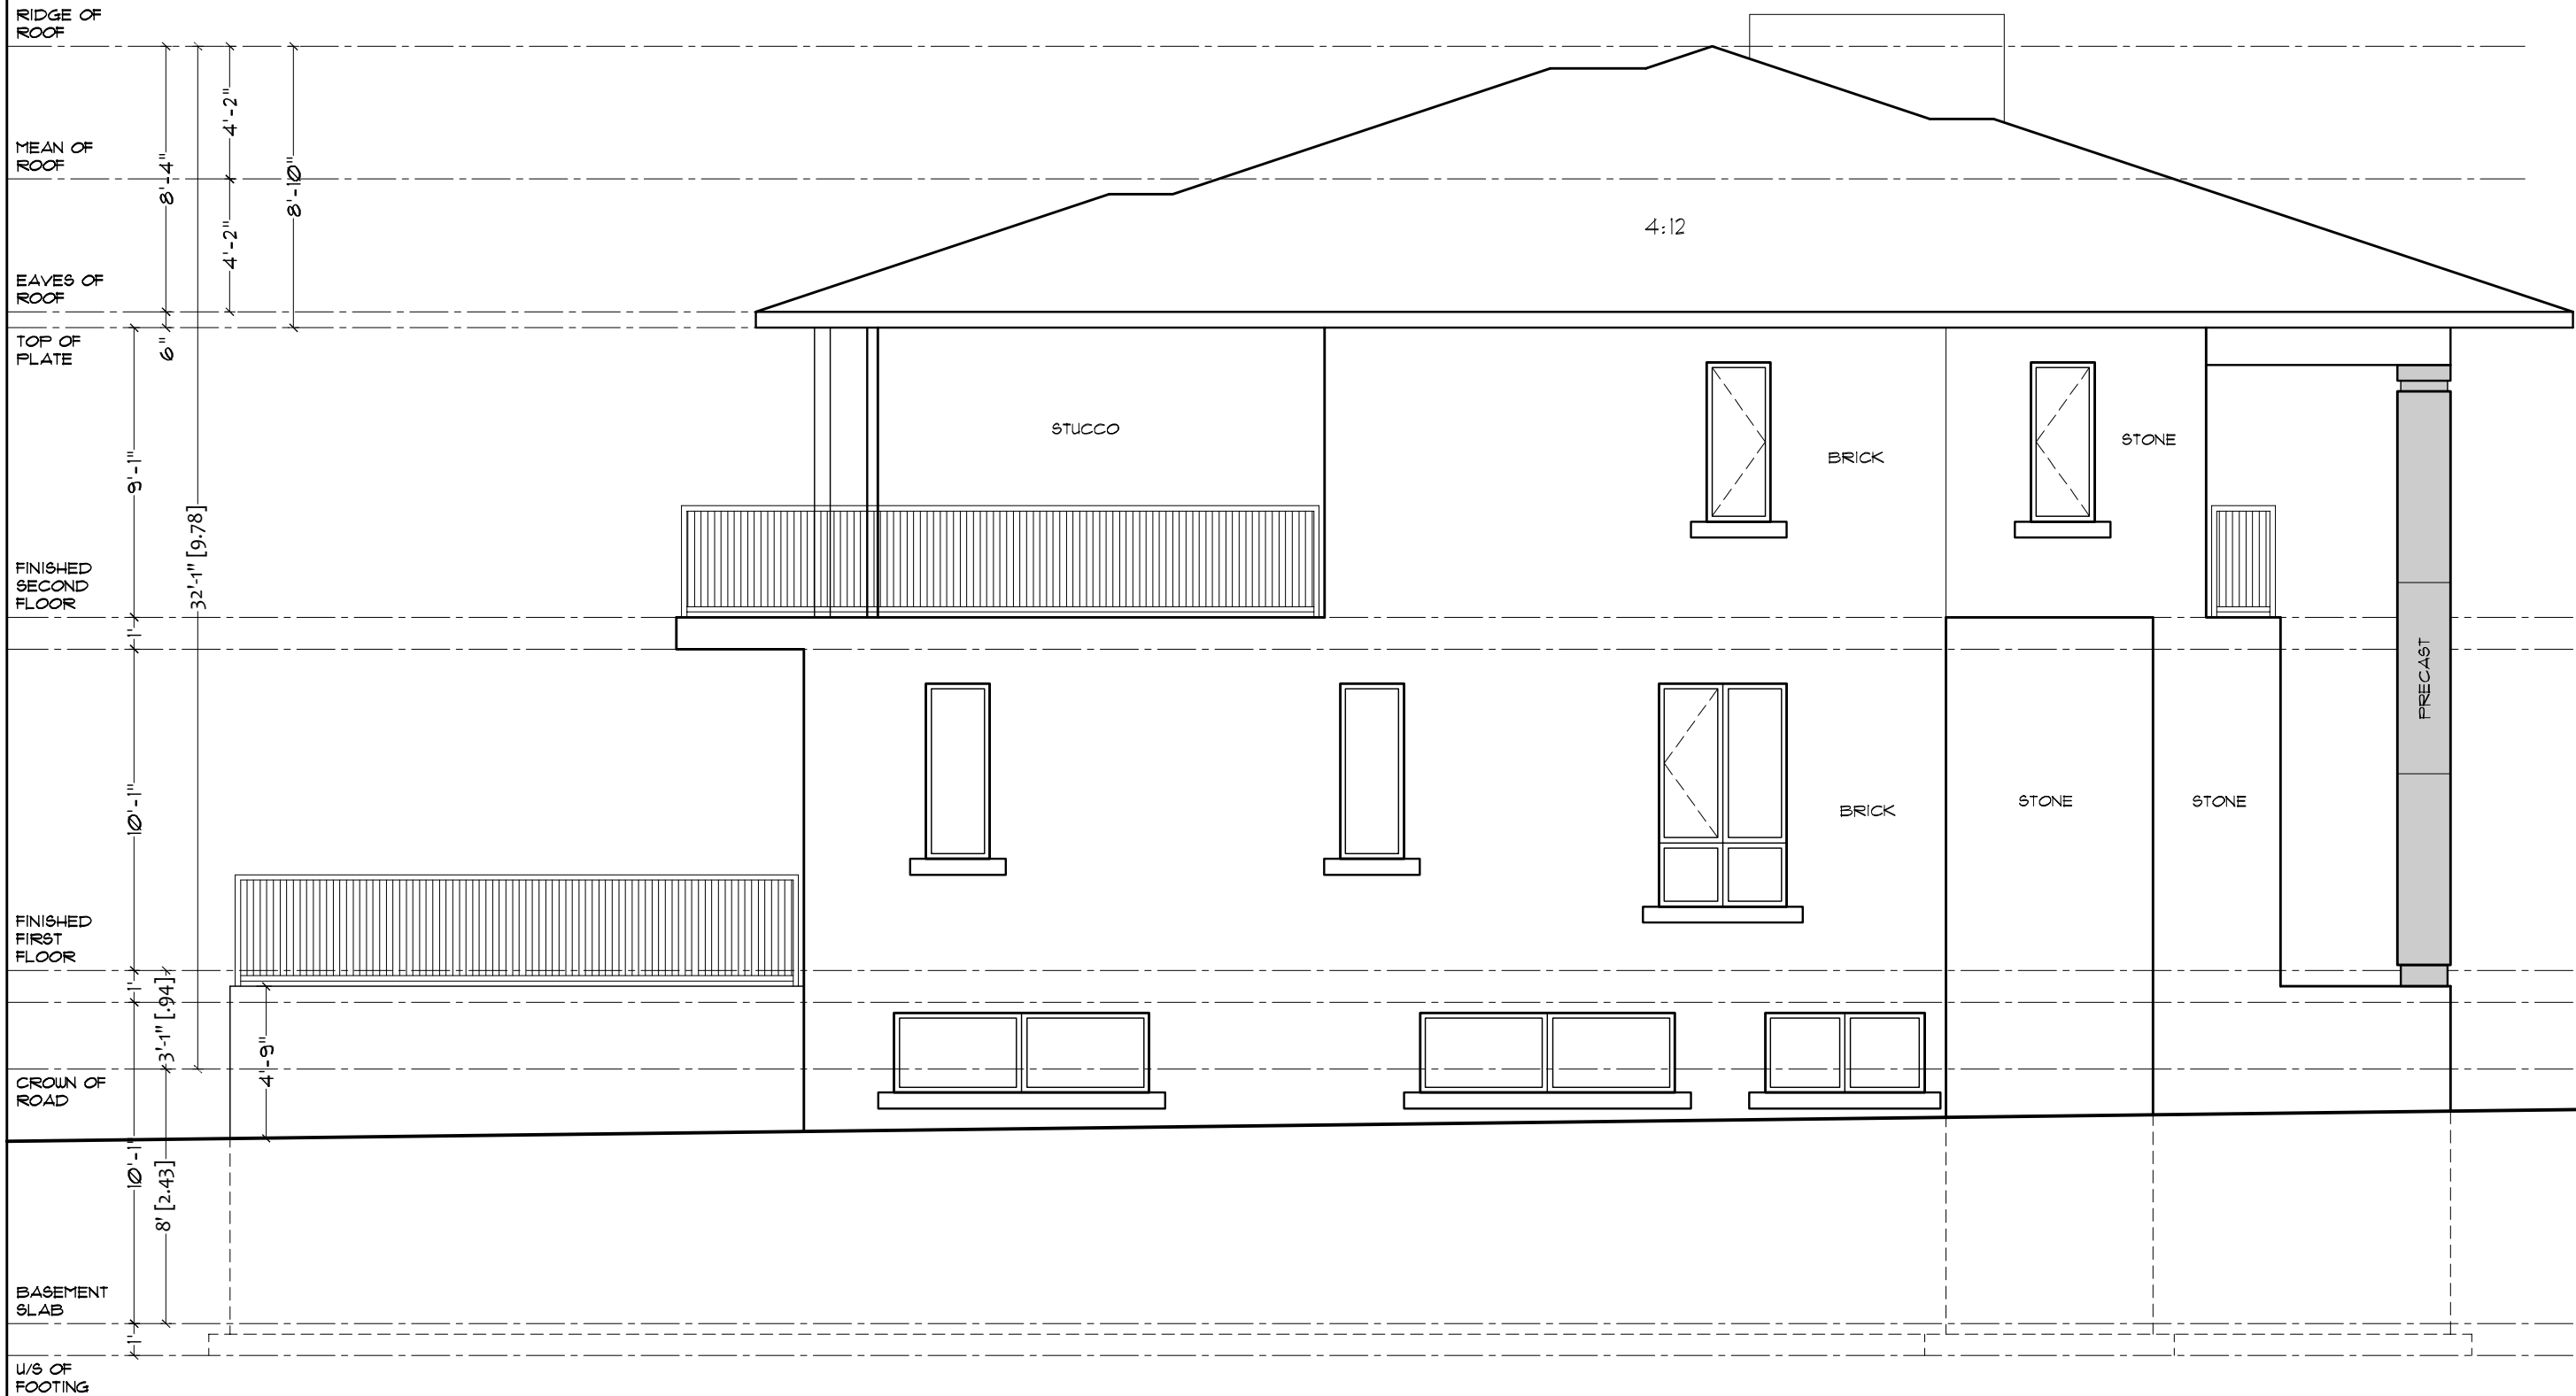 RIDGE OF
ROOF
4'-2"
MEAN OF
ROOF
8'-4"
8'-10"
4:12
4'-2"
EAVES OF
ROOF
TOP OF
PLATE
6"
STUCCO
STONE
BRICK
9'-1"
32'-1" [9.78]
FINISHED
SECOND
FLOOR
1'
PRECAST
10'-1"
BRICK
STONE
STONE
FINISHED
FIRST
FLOOR
1'
3'-1" [.94]
4'-9"
CROWN OF
ROAD
10'-1"
8' [2.43]
BASEMENT
SLAB
1'
U/S OF
FOOTING